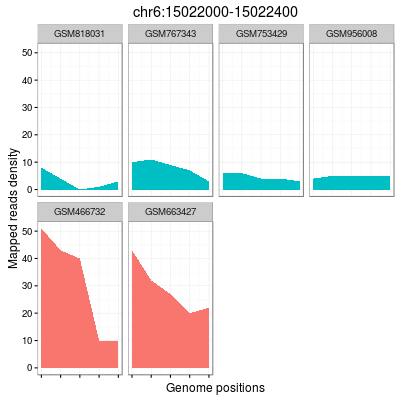 chr6:15022000-15022400
GSM818031 GSM767343 GSM753429 GSM956008
50
40
30
20
10
0
Mapped reads density
GSM466732 GSM663427
50
40
30
20
10
0
Genome positions